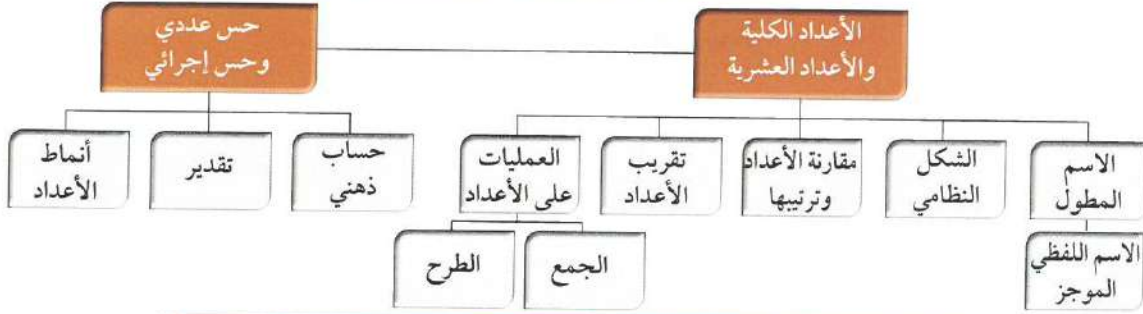 الأعداد الكلية
والأعداد العشرية
حس عددي
وحس إجرائي
الاسم
المطول
الشكل
النظامي
مقارنة الأعداد
وترتيبها
تقريب
الأعداد
العمليات
على الأعداد
حساب
ذهني
تقدير
أنماط
الأعداد
الاسم اللفظي
الموجز
الجمع
الطرح